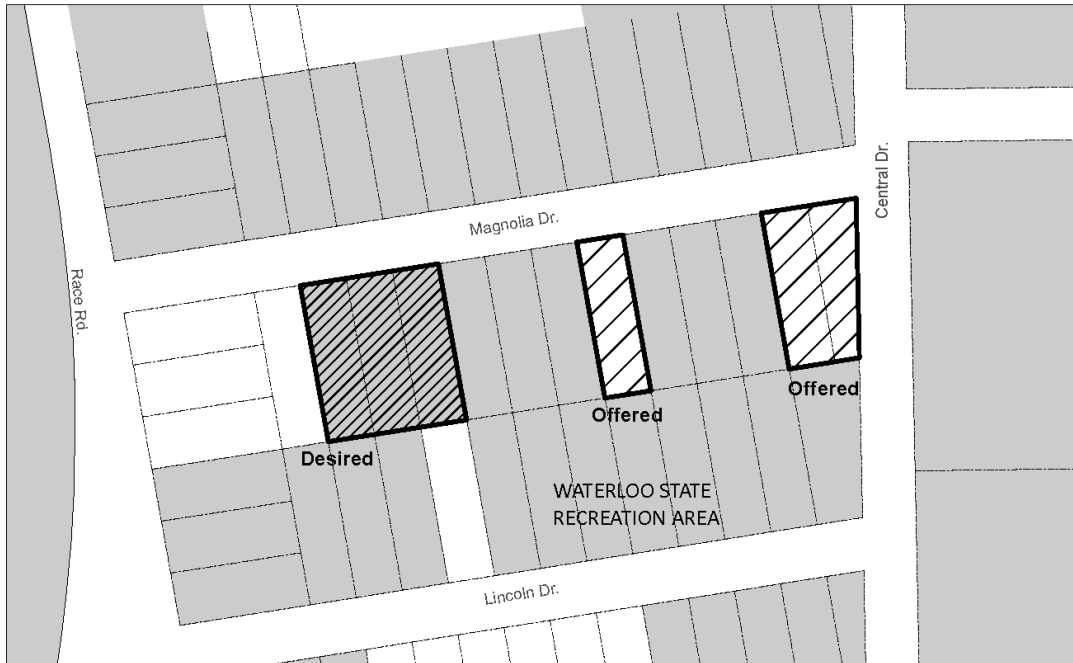 Central Dr.
Magnolia Dr.
Race Rd.
Offered
Offered
Desired
WATERLOO STATE
RECREATION AREA
Lincoln Dr.